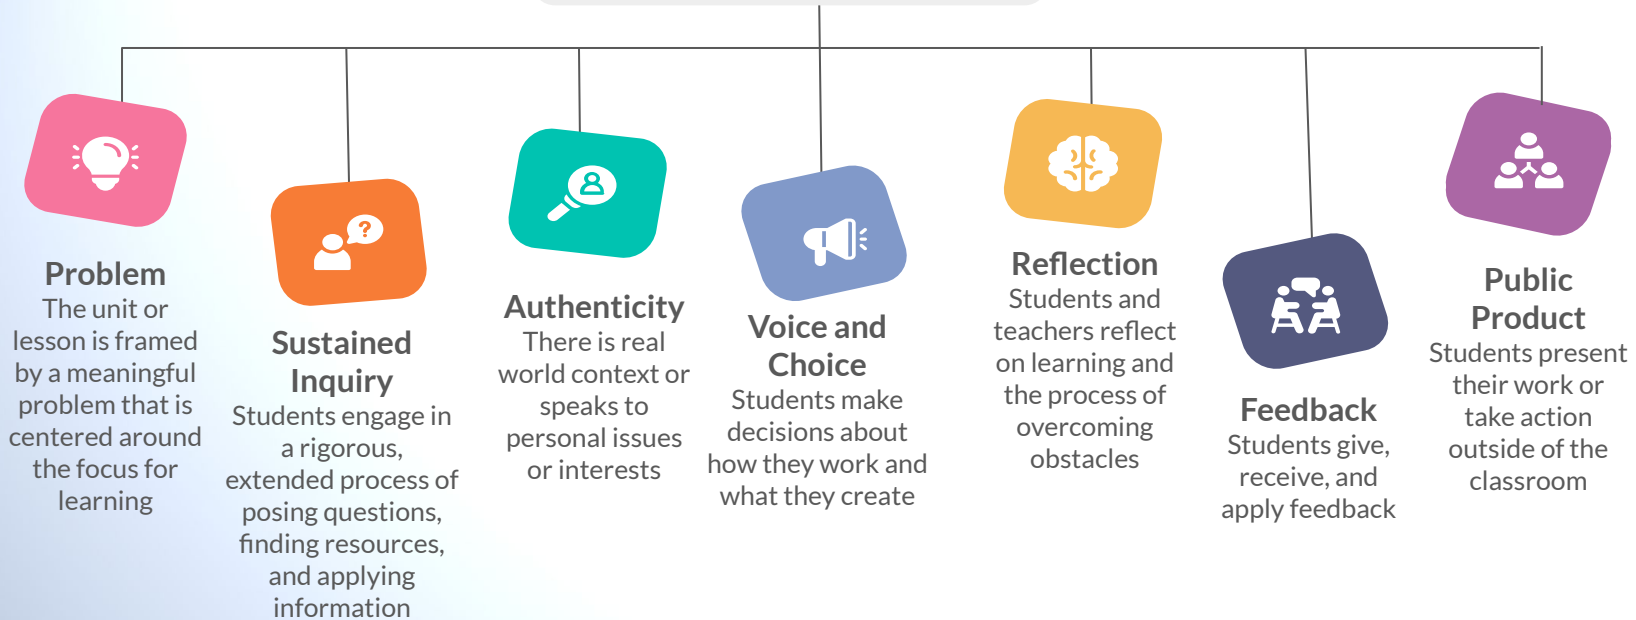 Problem
The unit or
lesson is framed
by a meaningful
problem that is
centered around
the focus for
learning
Sustained
Inquiry
Students engage in
a rigorous,
extended process of
posing questions,
finding resources,
and applying
information
Authenticity
There is real
world context or
speaks to
personal issues
or interests
Voice and
Choice
Students make
decisions about
how they work and
what they create
Reflection
Students and
teachers reflect
on learning and
the process of
overcoming
obstacles
Feedback
Students give,
receive, and
apply feedback
Public
Product
Students present
their work or
take action
outside of the
classroom